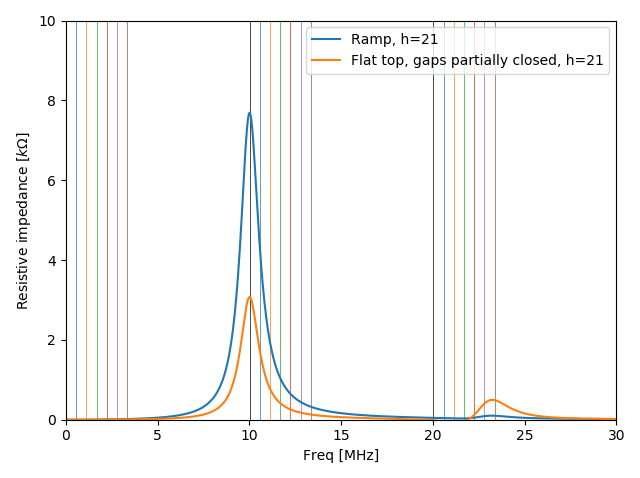 10
8
6
4
2
0
Resistive impedance [kΩ]
Ramp, h=21
Flat top, gaps partially closed, h=21
0 5 10 15 20 25 30
Freq [MHz]